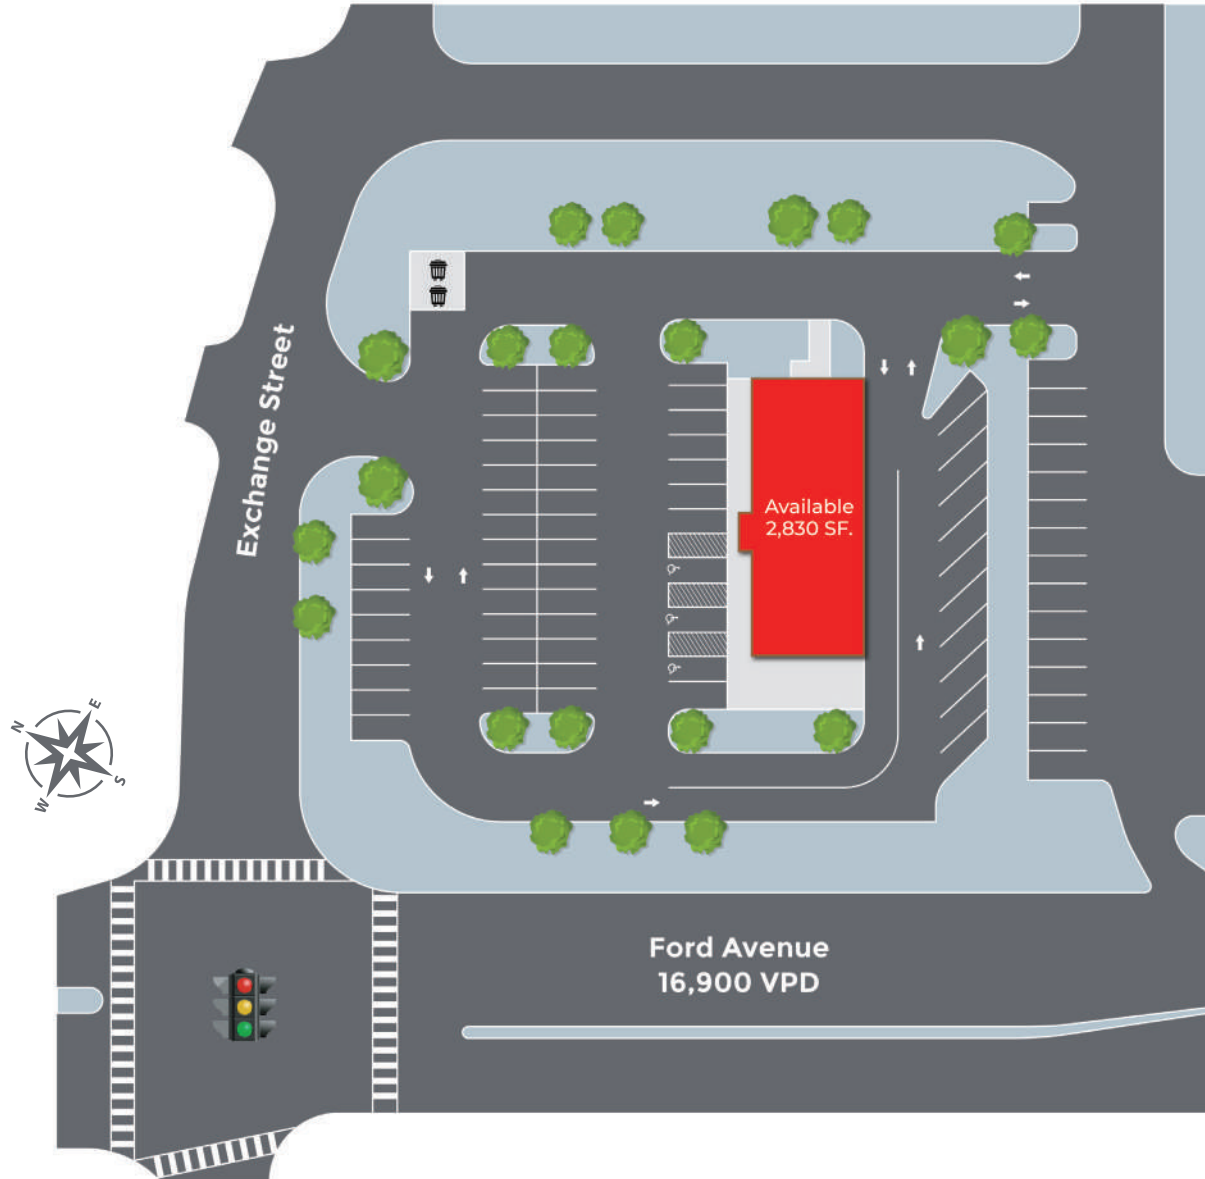 Exchange Street
Available
2,830 SF.
N
E
W
S
Ford Avenue
16,900 VPD